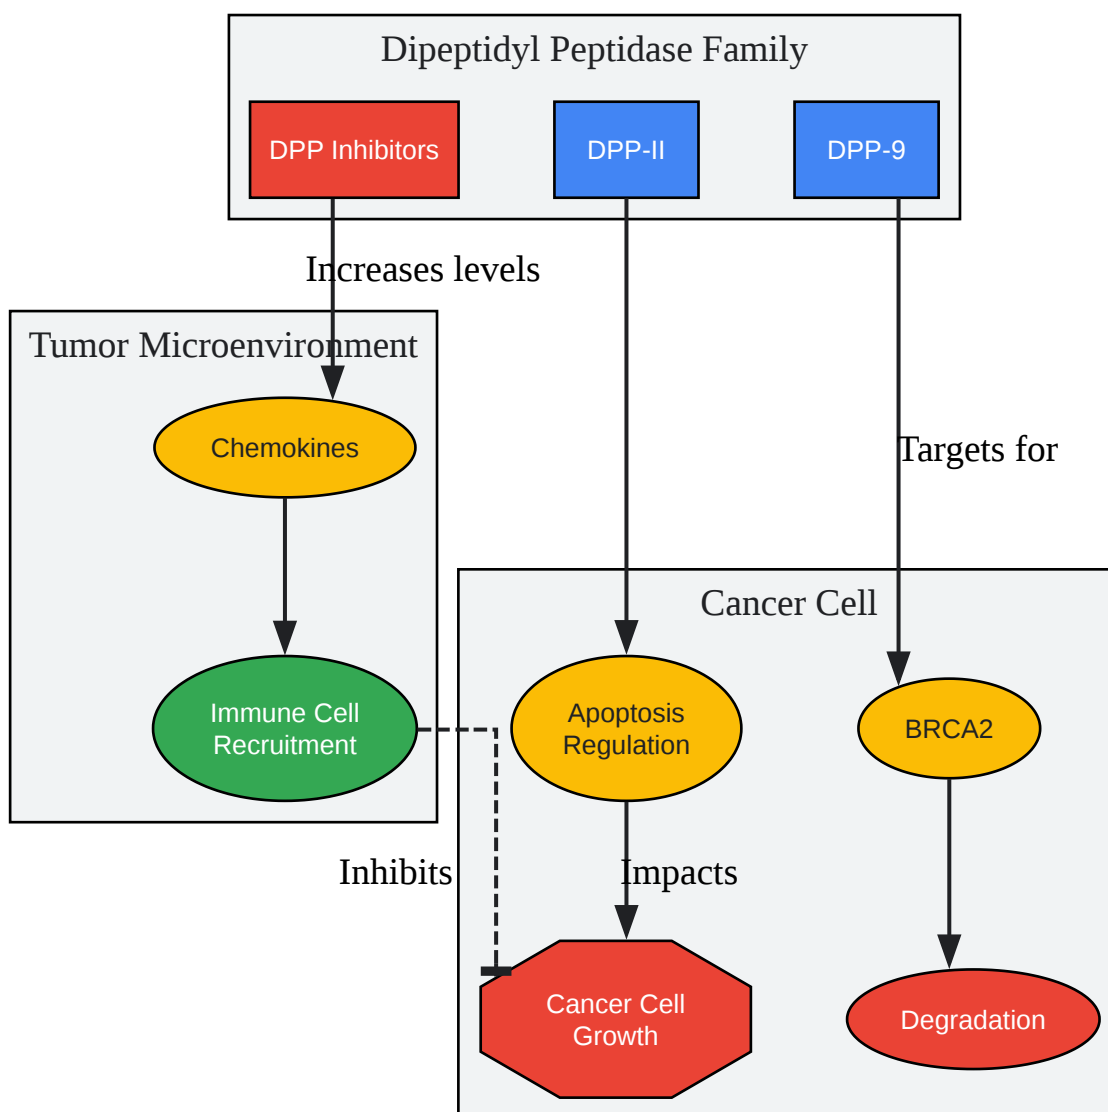 Dipeptidyl Peptidase Family
DPP Inhibitors
DPP-II
DPP-9
Increases levels
Tumor Microenvironment
Chemokines
Targets for
Cancer Cell
Immune Cell
Recruitment
Apoptosis
Regulation
BRCA2
Inhibits
Impacts
Cancer Cell
Growth
Degradation